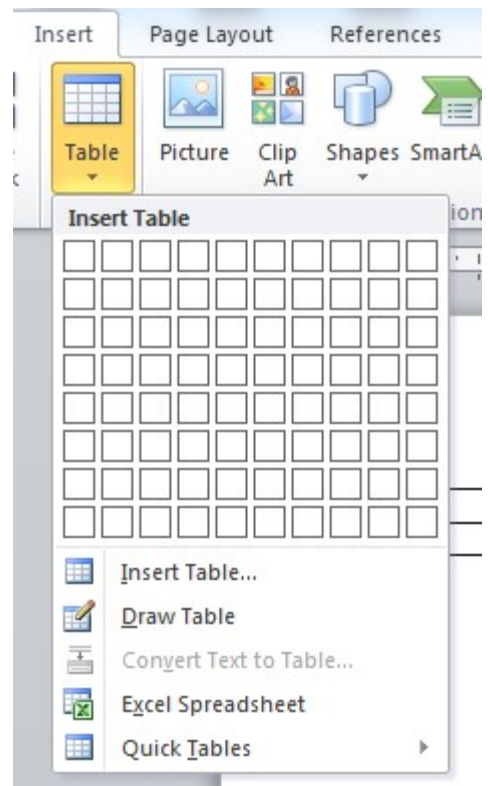 Insert Page Layout References
Table Picture Clip Art Shapes SmartA
Insert Table
Insert Table...
Draw Table
Convert Text to Table...
Excel Spreadsheet
Quick Tables